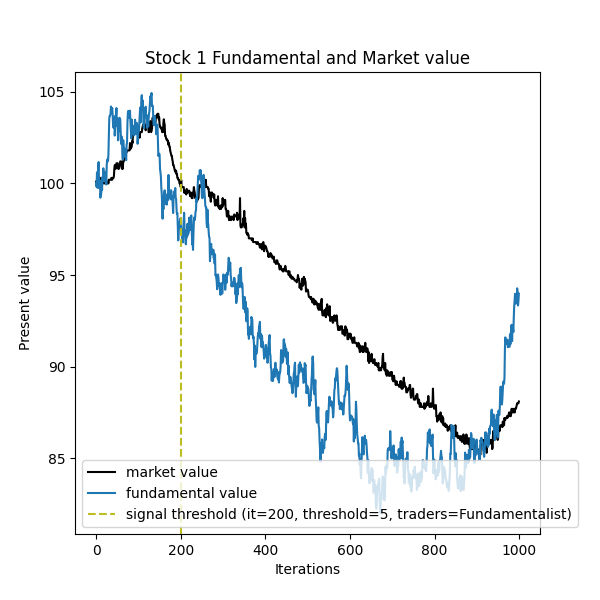 Stock 1 Fundamental and Market value
105
100
95
90
85
Present value
market value
fundamental value
signal threshold (it=200, threshold=5, traders=Fundamentalist)
0 200 400 600 800 1000
Iterations